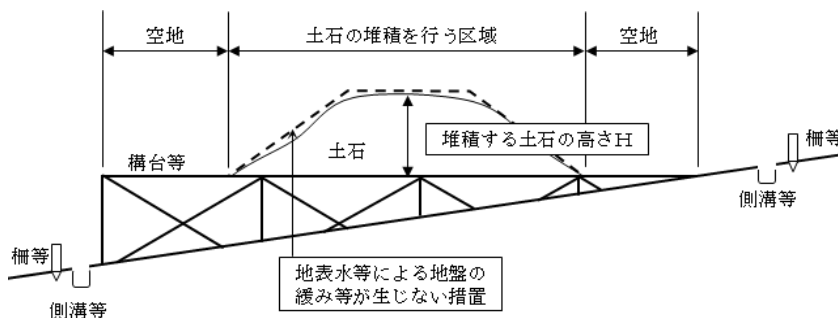 空地
土石の堆積を行う区域
空地
堆積する土石の高さH
柵等
土石
構台等
側溝等
柵等
地表水等による地盤の
緩み等が生じない措置
側溝等